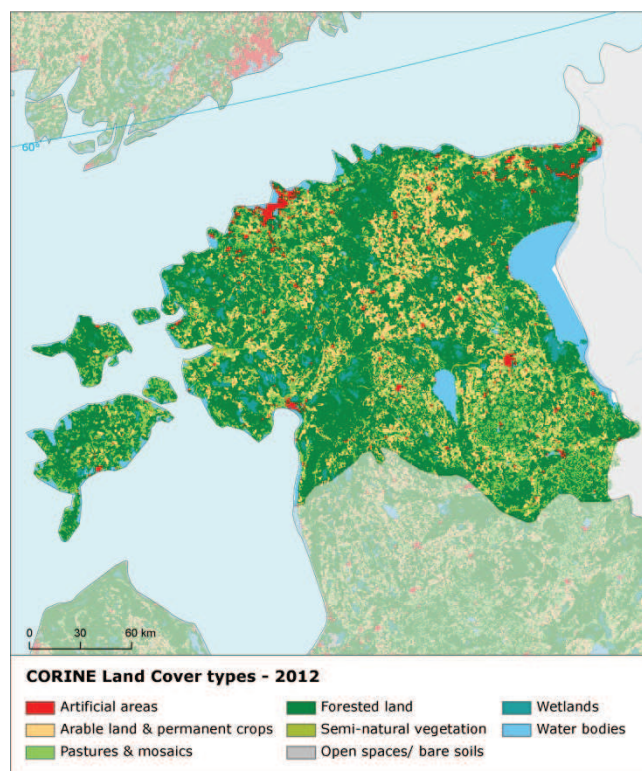 60°
0 30 60 km
CORINE Land Cover types - 2012
Artificial areas
Arable land & permanent crops
Pastures & mosaics
Forested land
Semi-natural vegetation
Open spaces/ bare soils
Wetlands
Water bodies